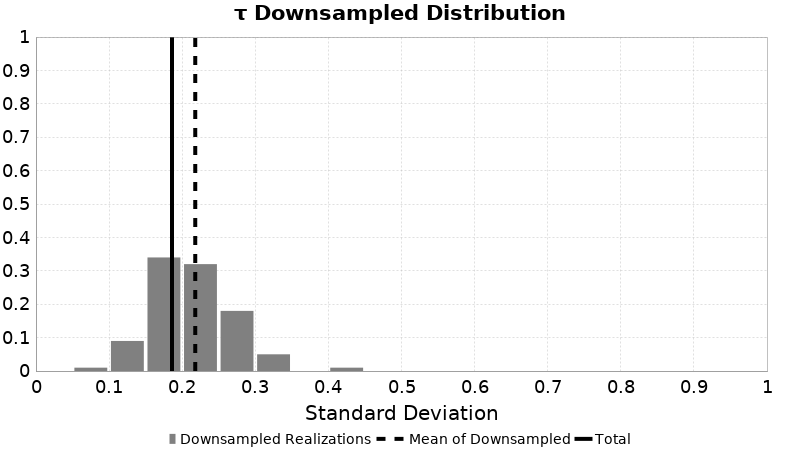 τ Downsampled Distribution
1
0.9
0.8
0.7
0.6
0.5
0.4
0.3
0.2
0.1
0
0 0.1 0.2 0.3 0.4 0.5 0.6 0.7 0.8 0.9 1
Standard Deviation
Downsampled Realizations Mean of Downsampled Total